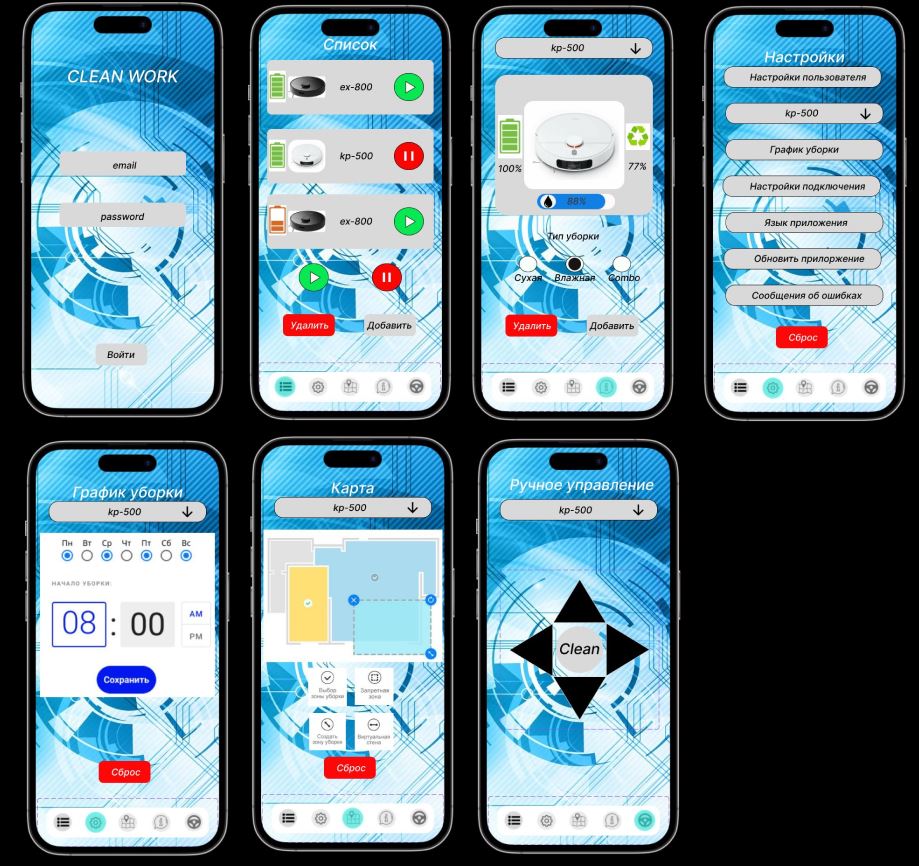 CLEAN WORK
email
password
Войти
Список
ex-800
kp-500
ex-800
Удалить
Добавить
kp-500
100%
77%
88%
Тип уборки
Сухая
Влажная
Combo
Удалить
Добавить
Настройки
Настройки пользователя
kp-500
График уборки
Настройки подключения
Язык приложения
Обновить прилоржение
Сообщения об ошибках
Сброс
График уборки
kp-500
Пн Вт Ср Чт Пт Сб Вс
НАЧАЛО УБОРКИ:
08 : 00
AM
PM
Сохранить
Сброс
Карта
kp-500
Выбор
зоны уборки
Запретная
зона
Создать
зону уборки
Виртуальная
стена
Сброс
Ручное управление
kp-500
Clean